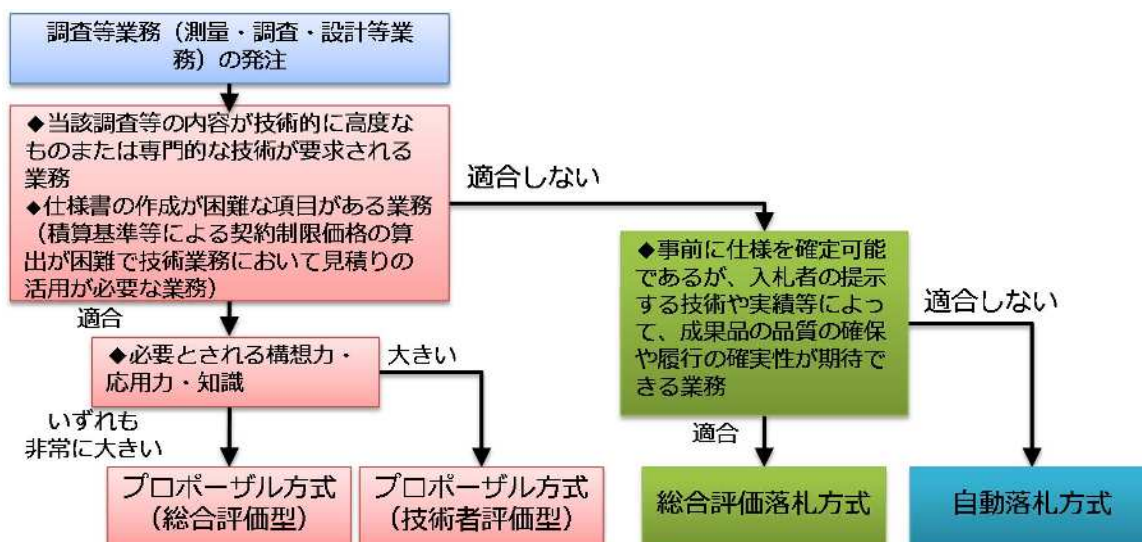 調査等業務（測量・調査・設計等業
務）の発注
◆当該調査等の内容が技術的に高度な
ものまたは専門的な技術が要求される
業務
◆仕様書の作成が困難な項目がある業務
（積算基準等による契約制限価格の算
出が困難で技術業務において見積りの
活用が必要な業務）
適合しない
適合
◆必要とされる構想力・
応用力・知識
大きい
いずれも
非常に大きい
プロポーザル方式
（総合評価型）
プロポーザル方式
（技術者評価型）
◆事前に仕様を確定可能
であるが、入札者の提示
する技術や実績等によっ
て、成果品の品質の確保
や履行の確実性が期待で
きる業務
適合しない
適合
総合評価落札方式
自動落札方式